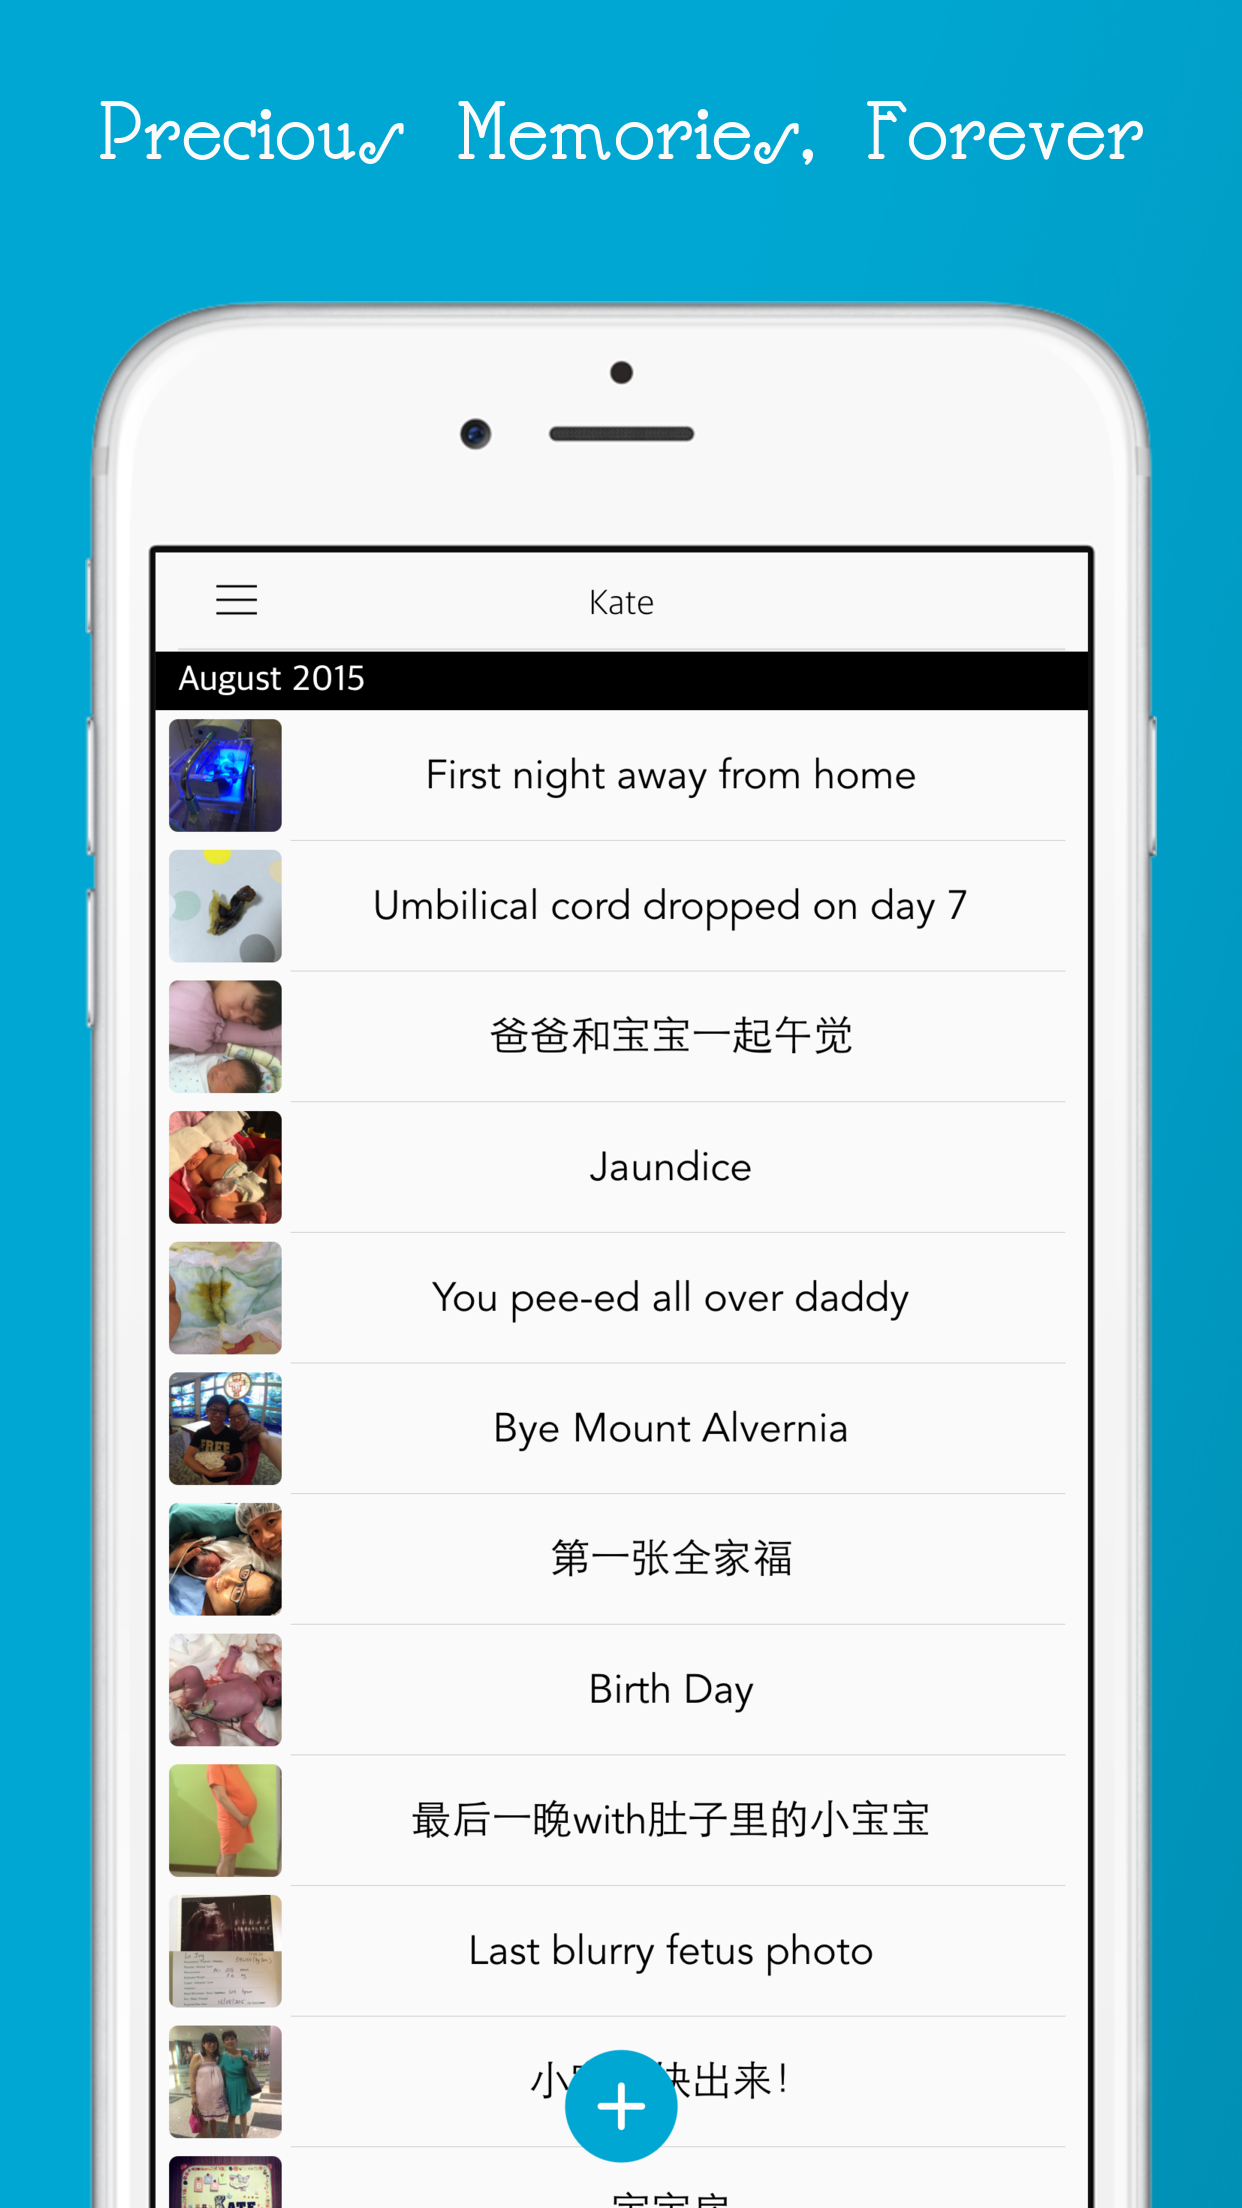 Precious Memories, Forever
Kate
August 2015
First night away from home
Umbilical cord dropped on day 7
爸爸和宝宝一起午觉
Jaundice
You pee-ed all over daddy
FREE
Bye Mount Alvernia
第一张全家福
Birth Day
最后一晚with肚子里的小宝宝
Last blurry fetus photo
小 快出来！